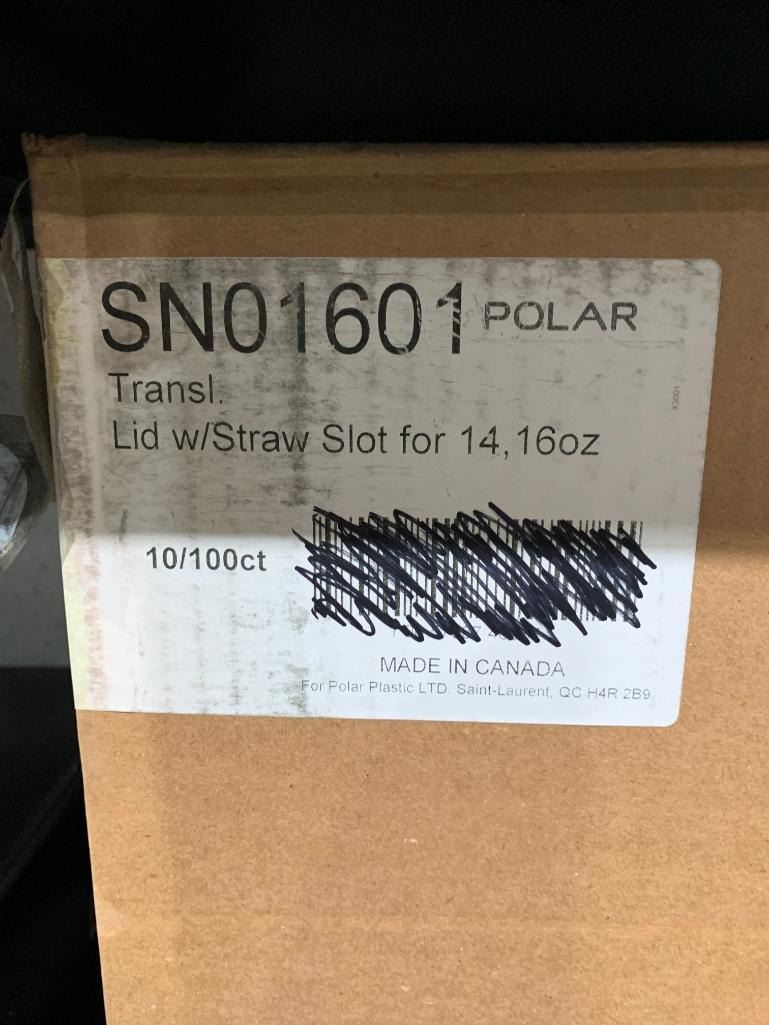 SN01601 POLAR
Transl.
Lid w/Straw Slot for 14,16oz
10/100ct
MADE IN CANADA
For Polar Plastic LTD. Saint-Laurent, QC H4R 2B9